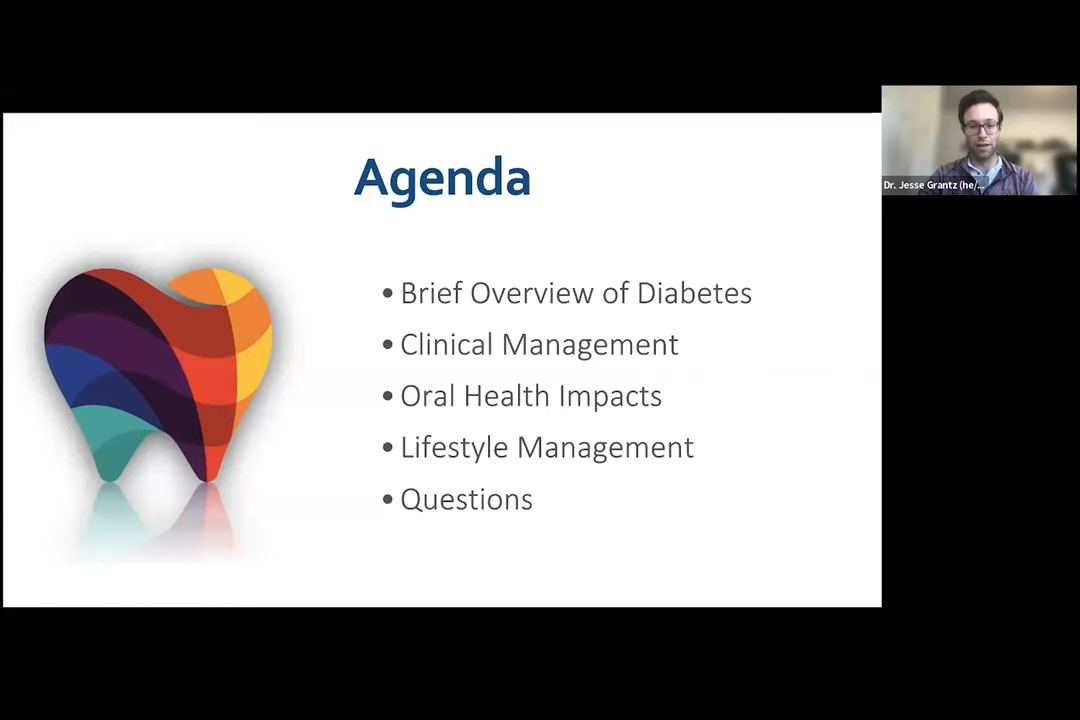 Agenda
• Brief Overview of Diabetes
• Clinical Management
• Oral Health Impacts
• Lifestyle Management
• Questions
Dr. Jesse Grantz (he/...